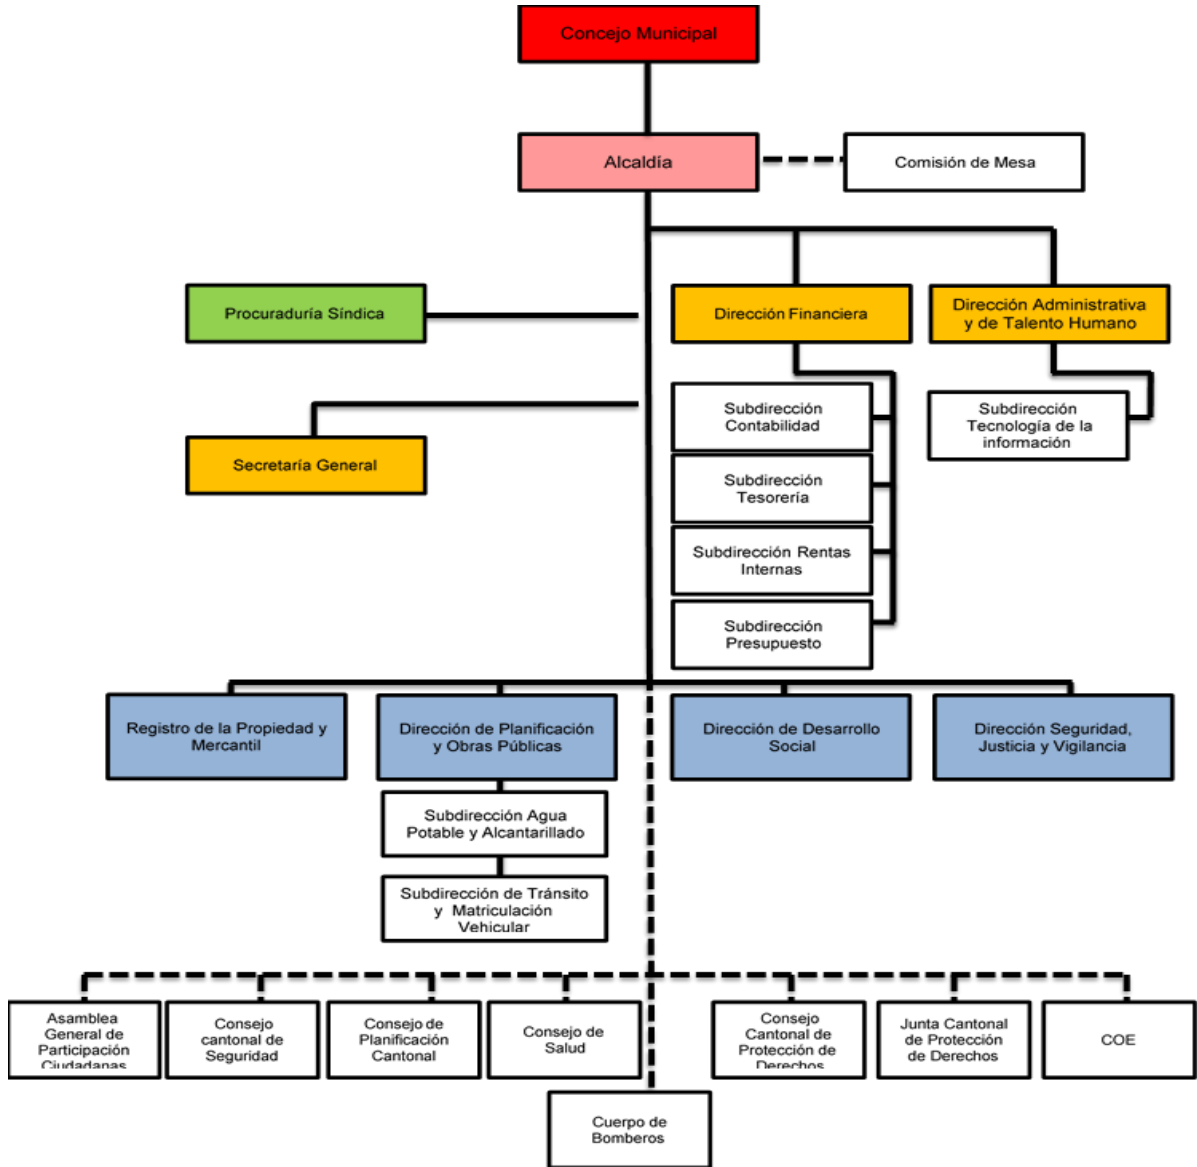 Concejo Municipal
Alcaldía
Comisión de Mesa
Procuraduría Síndica
Dirección Financiera
Dirección Administrativa
y de Talento Humano
Subdirección
Contabilidad
Subdirección
Tecnología de la
información
Secretaría General
Subdirección
Tesorería
Subdirección Rentas
Internas
Subdirección
Presupuesto
Registro de la Propiedad y
Mercantil
Dirección de Planificación
y Obras Públicas
Dirección de Desarrollo
Social
Dirección Seguridad,
Justicia y Vigilancia
Subdirección Agua
Potable y Alcantarillado
Subdirección de Tránsito
y Matriculación
Vehicular
Asamblea
General de
Participación
Ciudadanas
Consejo
cantonal de
Seguridad
Consejo de
Planificación
Cantonal
Consejo de
Salud
Consejo
Cantonal de
Protección de
Derechos
Junta Cantonal
de Protección
de Derechos
COE
Cuerpo de
Bomberos